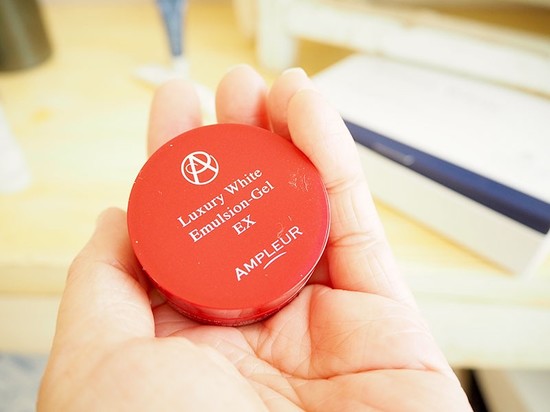 Luxury White
Emulsion-Gel
EX
AMPLEUR